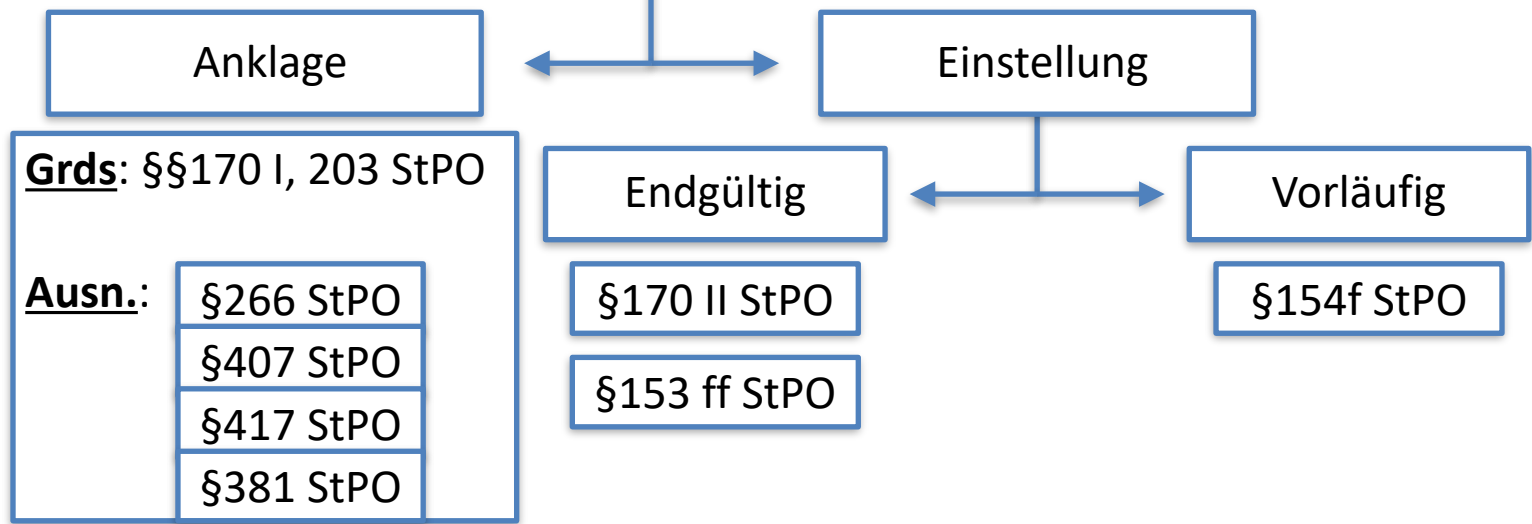 Anklage
Einstellung
Grds: §§170 I, 203 StPO
Ausn.:
§266 StPO
§407 StPO
§417 StPO
§381 StPO
Endgültig
§170 II StPO
§153 ff StPO
Vorläufig
§154f StPO